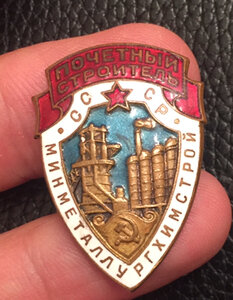 ПОЧЕТНЫЙ
СТРОИТЕЛЬ
СССР
МИНМЕТАЛЛУРГХИМСТРОЙ